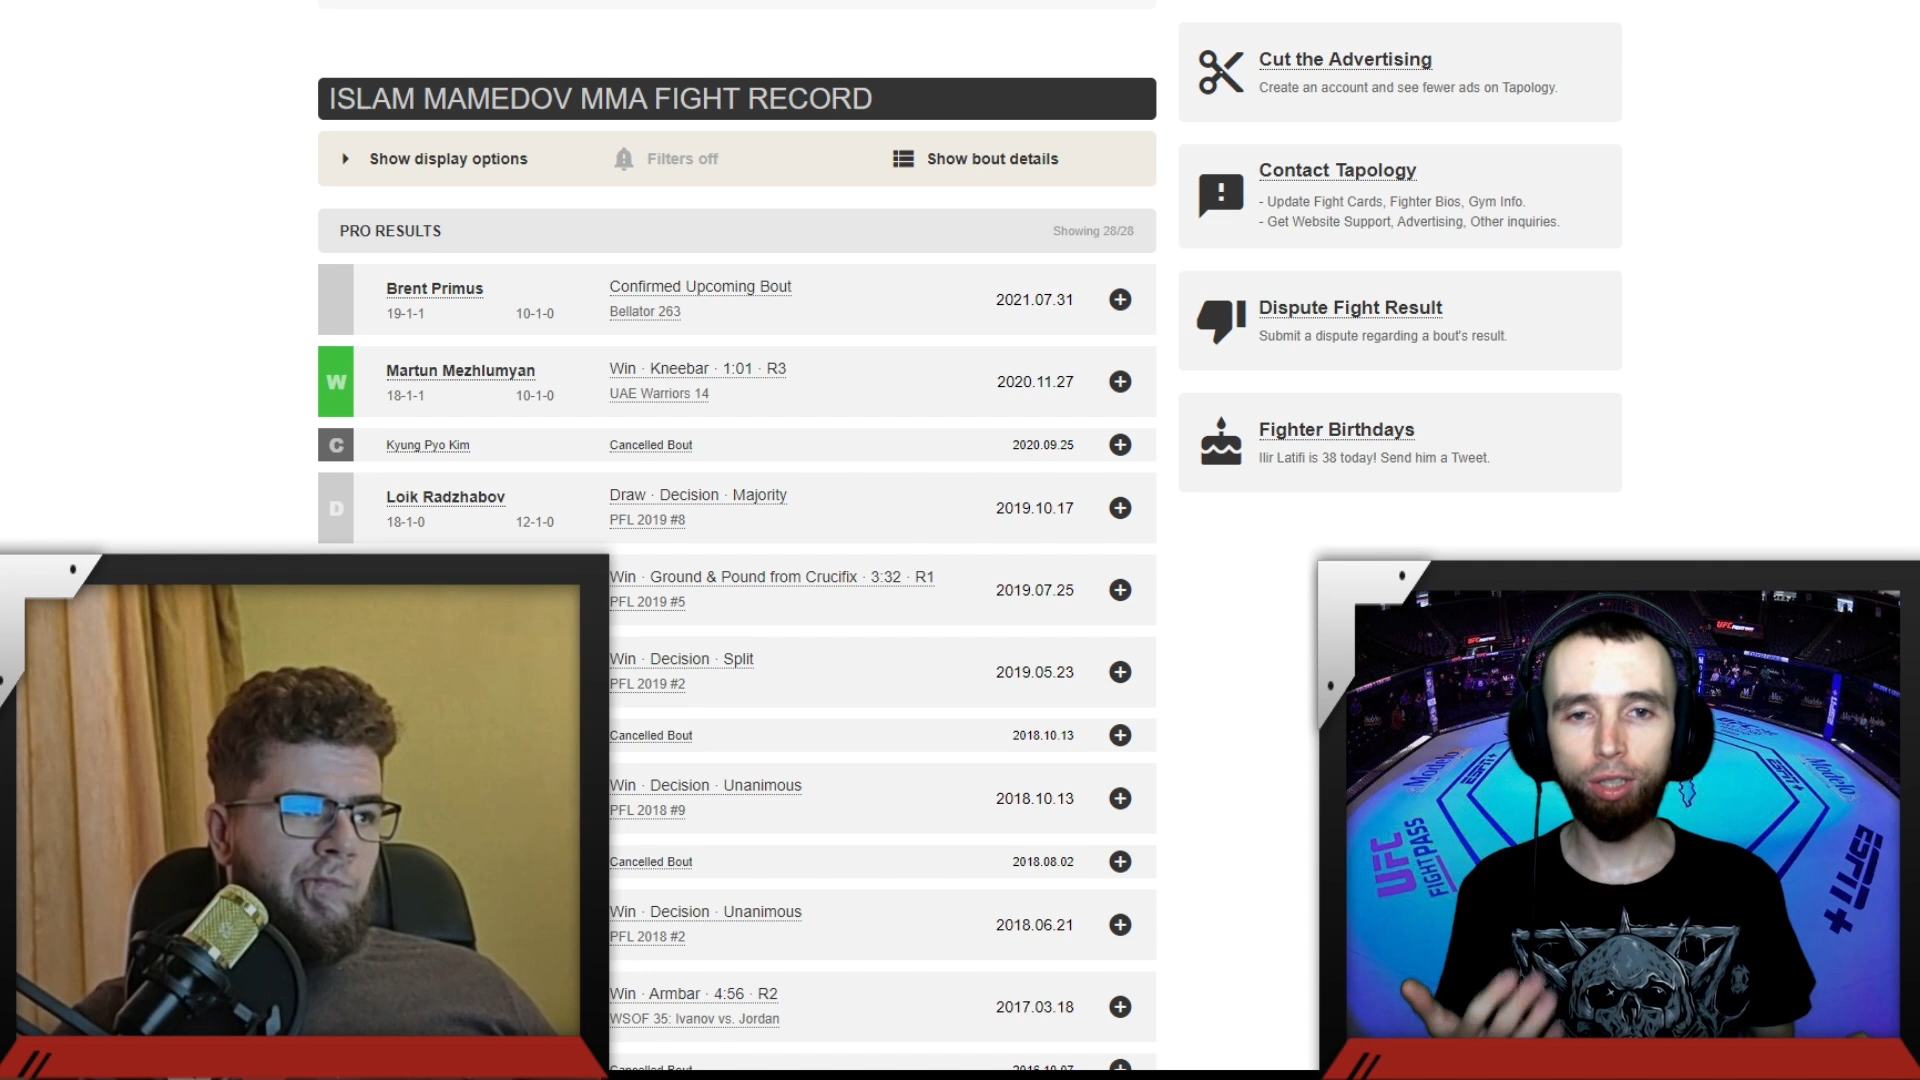 ISLAM MAMEDOV MMA FIGHT RECORD
Show display options
Filters off
Show bout details
PRO RESULTS
Showing 28/28
Brent Primus
Confirmed Upcoming Bout
19-1-1
10-1-0
Bellator 263
2021.07.31
W
Martun Mezhlumyan
Win · Kneebar · 1:01 · R3
18-1-1
10-1-0
UAE Warriors 14
2020.11.27
C
Kyung Pyo Kim
Cancelled Bout
2020.09.25
D
Loik Radzhabov
Draw · Decision · Majority
18-1-0
12-1-0
PFL 2019 #8
2019.10.17
Win · Ground & Pound from Crucifix · 3:32 · R1
PFL 2019 #5
2019.07.25
Win · Decision · Split
PFL 2019 #2
2019.05.23
Cancelled Bout
2018.10.13
Win · Decision · Unanimous
PFL 2018 #9
2018.10.13
Cancelled Bout
2018.08.02
Win · Decision · Unanimous
PFL 2018 #2
2018.06.21
Win · Armbar · 4:56 · R2
WSOF 35: Ivanov vs. Jordan
2017.03.18
Cancelled Bout
2016.10.07
Cut the Advertising
Create an account and see fewer ads on Tapology.
Contact Tapology
- Update Fight Cards, Fighter Bios, Gym Info.
- Get Website Support, Advertising, Other inquiries.
Dispute Fight Result
Submit a dispute regarding a bout's result.
Fighter Birthdays
Ilir Latifi is 38 today! Send him a Tweet.
Modelo
ESPN+
Modelo
UFC
FIGHT PASS
ESPN+